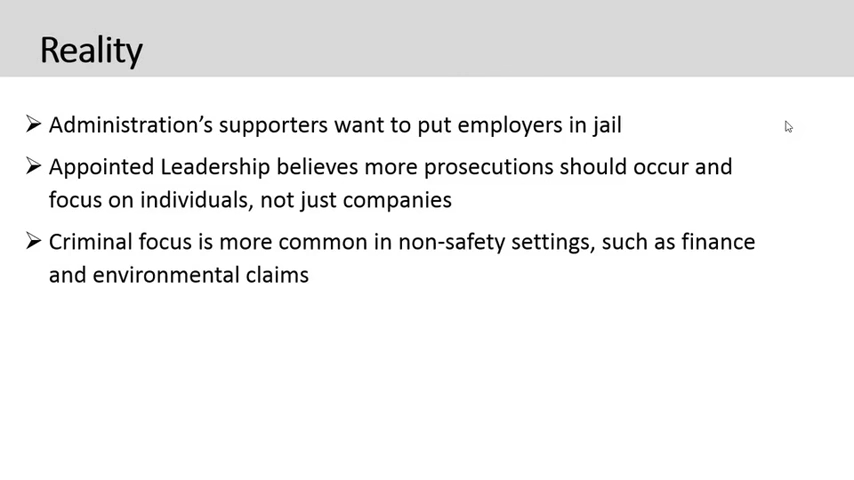 Reality
➢ Administration’s supporters want to put employers in jail
➢ Appointed Leadership believes more prosecutions should occur and
focus on individuals, not just companies
➢ Criminal focus is more common in non-safety settings, such as finance
and environmental claims